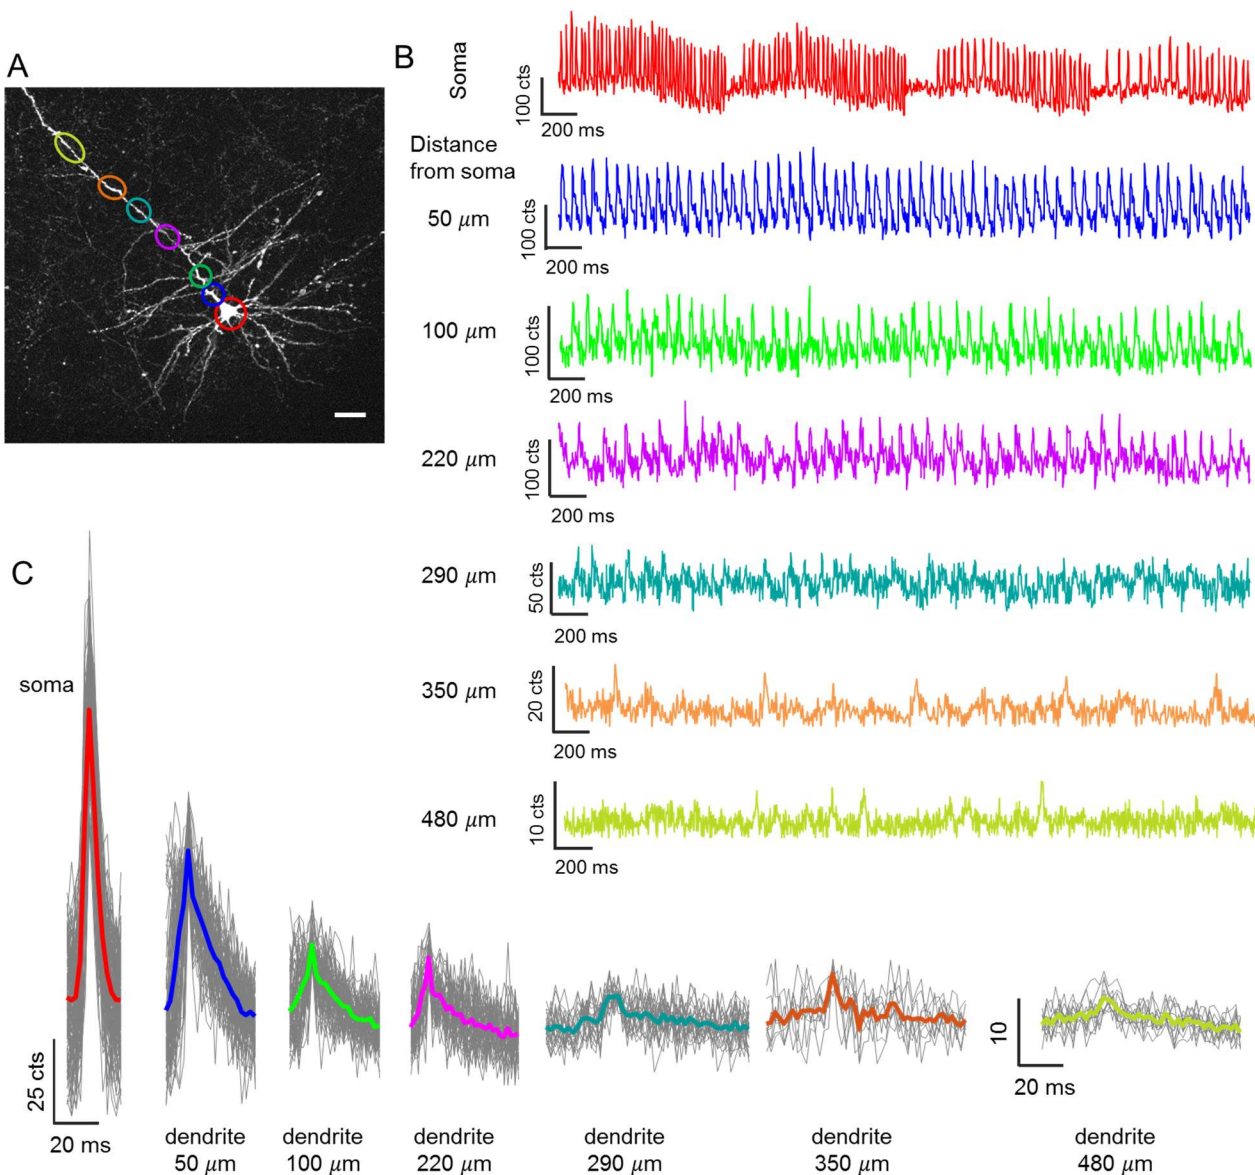 A
B
Soma
100 cts
200 ms
Distance
from soma
50 μm
100 cts
200 ms
100 μm
100 cts
200 ms
220 μm
100 cts
200 ms
290 μm
50 cts
200 ms
350 μm
20 cts
200 ms
480 μm
10 cts
200 ms
C
soma
25 cts
20 ms
10
20 ms
dendrite
50 μm
dendrite
100 μm
dendrite
220 μm
dendrite
290 μm
dendrite
350 μm
dendrite
480 μm